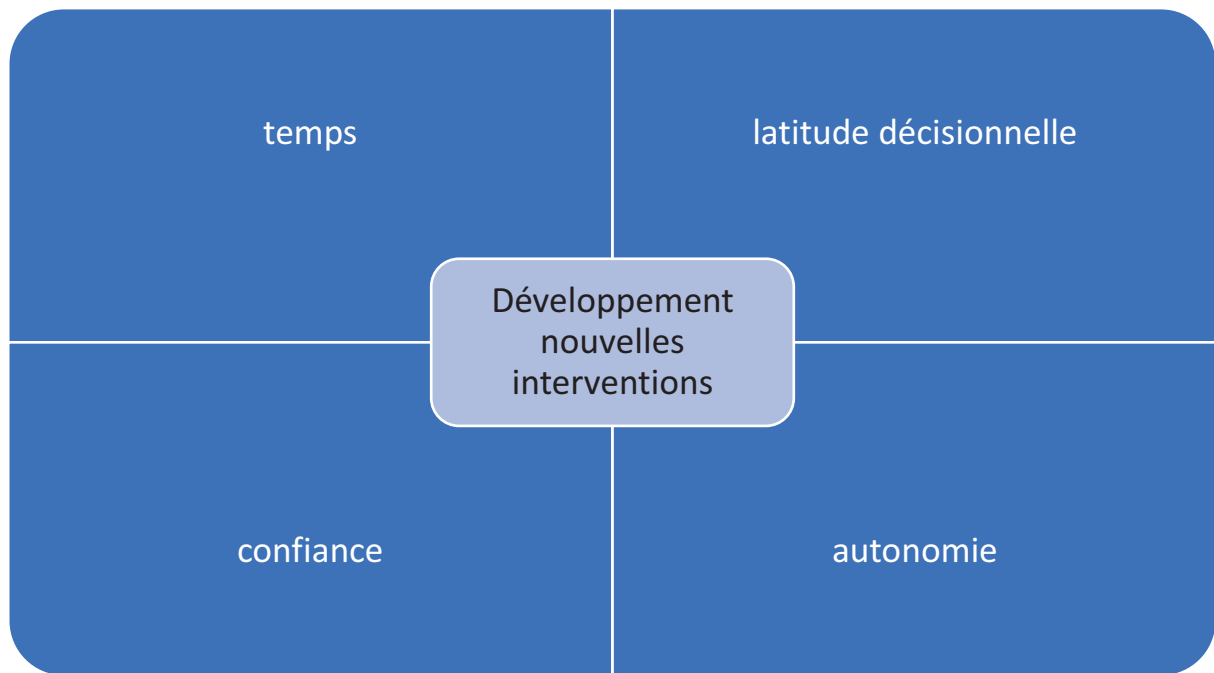 temps
latitude décisionnelle
Développement
nouvelles
interventions
confiance
autonomie